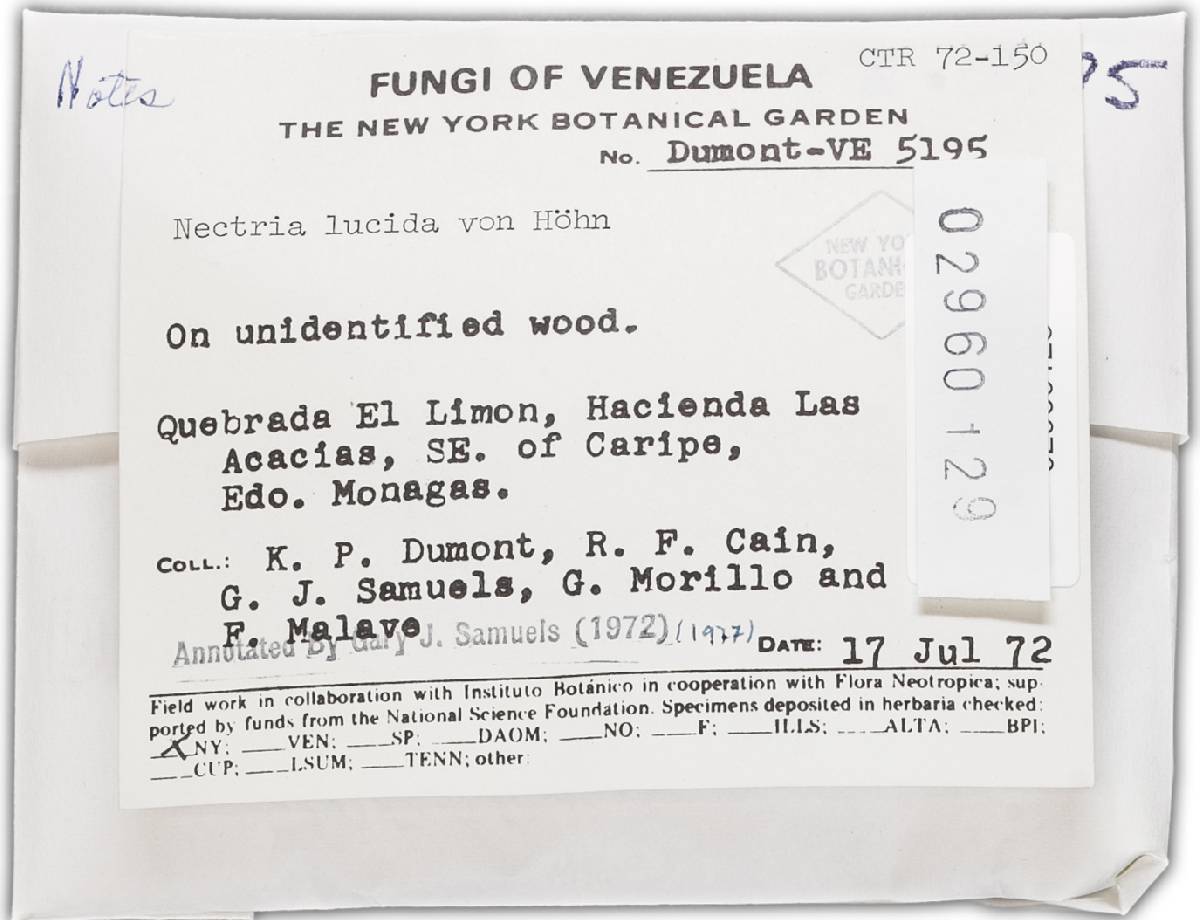 Notes
CTR 72-150
95
FUNGI OF VENEZUELA
THE NEW YORK BOTANICAL GARDEN
No. Dumont-VE 5195
Nectria lucida von Höhn
NEW YO
BOTANI
GARDE
02960129
On unidentified wood.
Quebrada El Limon, Hacienda Las
Acacias, SE. of Caripe,
Edo. Monagas.
COLL.: K. P. Dumont, R. F. Cain,
G. J. Samuels, G. Morillo and
F. Malave
Annotated By Gary J. Samuels (1972) (1977)
DATE: 17 Jul 72
Field work in collaboration with Instituto Botánico in cooperation with Flora Neotropica; sup-
ported by funds from the National Science Foundation. Specimens deposited in herbaria checked:
X NY; ___VEN; ___SP; ___DAOM; ___NO; ___F; ___ILLS; ___ALTA; ___BPI;
___CUP; ___LSUM; ___TENN; other